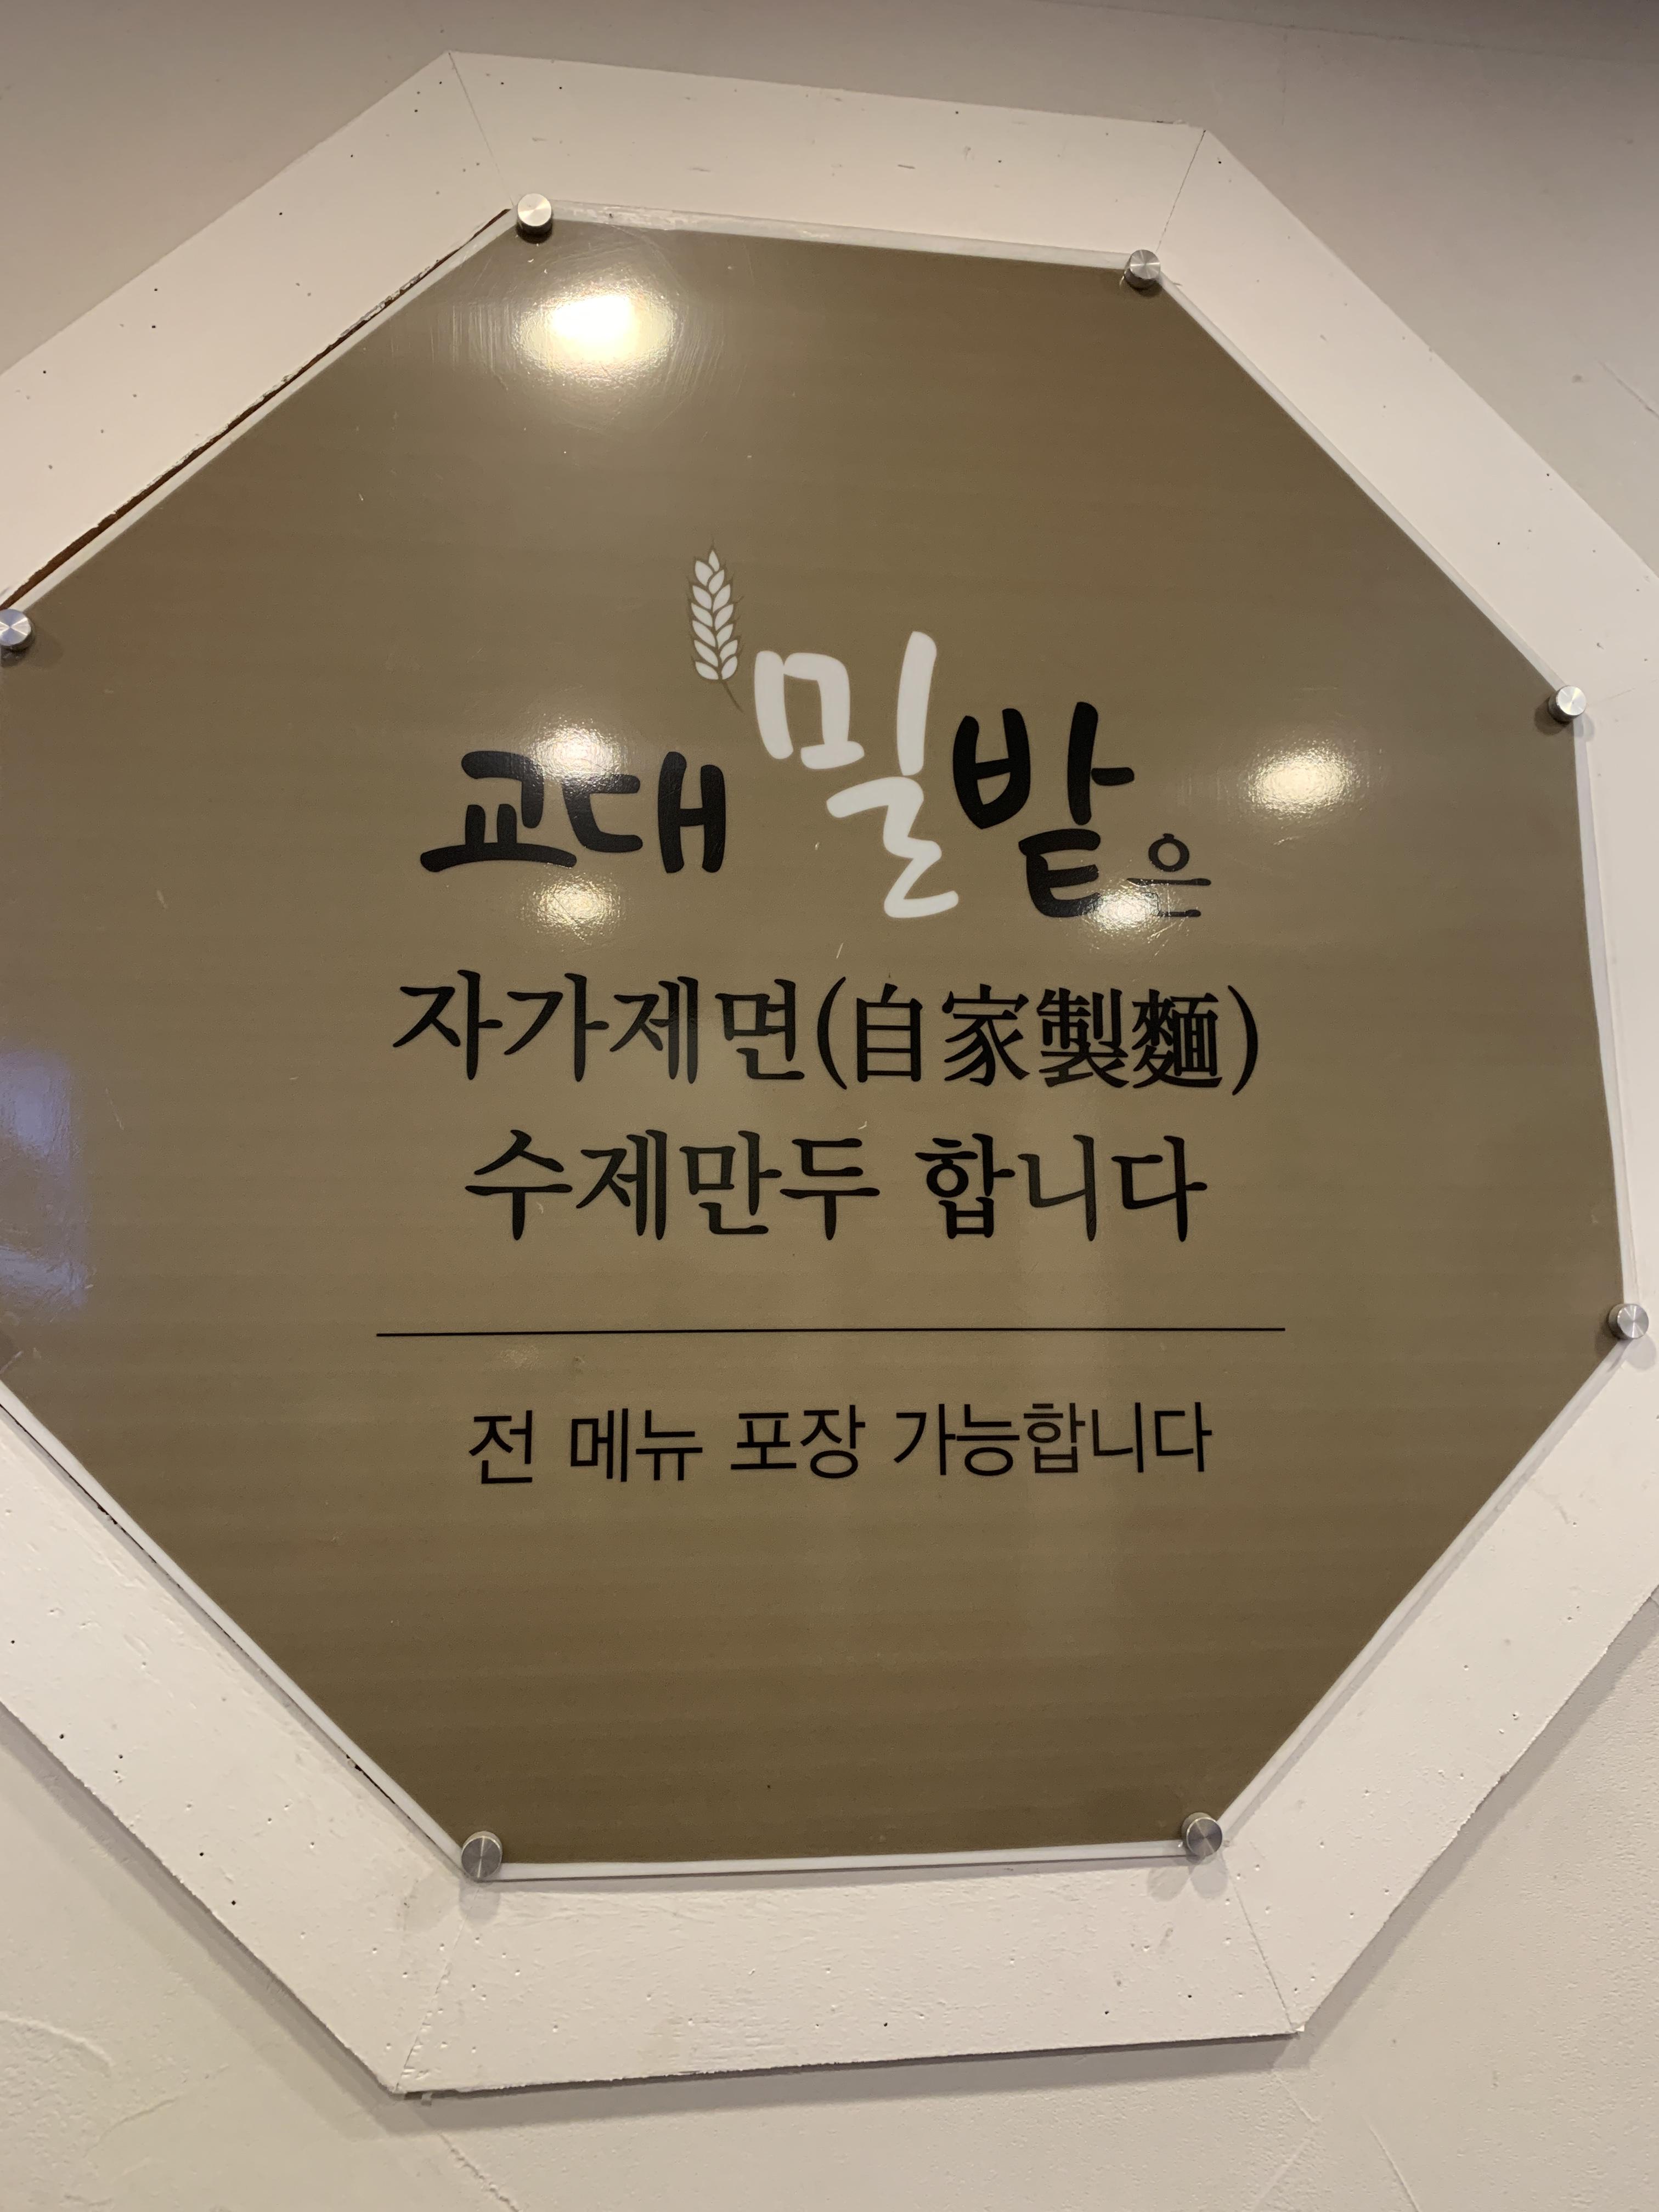 교대밀밭은
자가제면(自家製麵)
수제만두 합니다
전 메뉴 포장 가능합니다